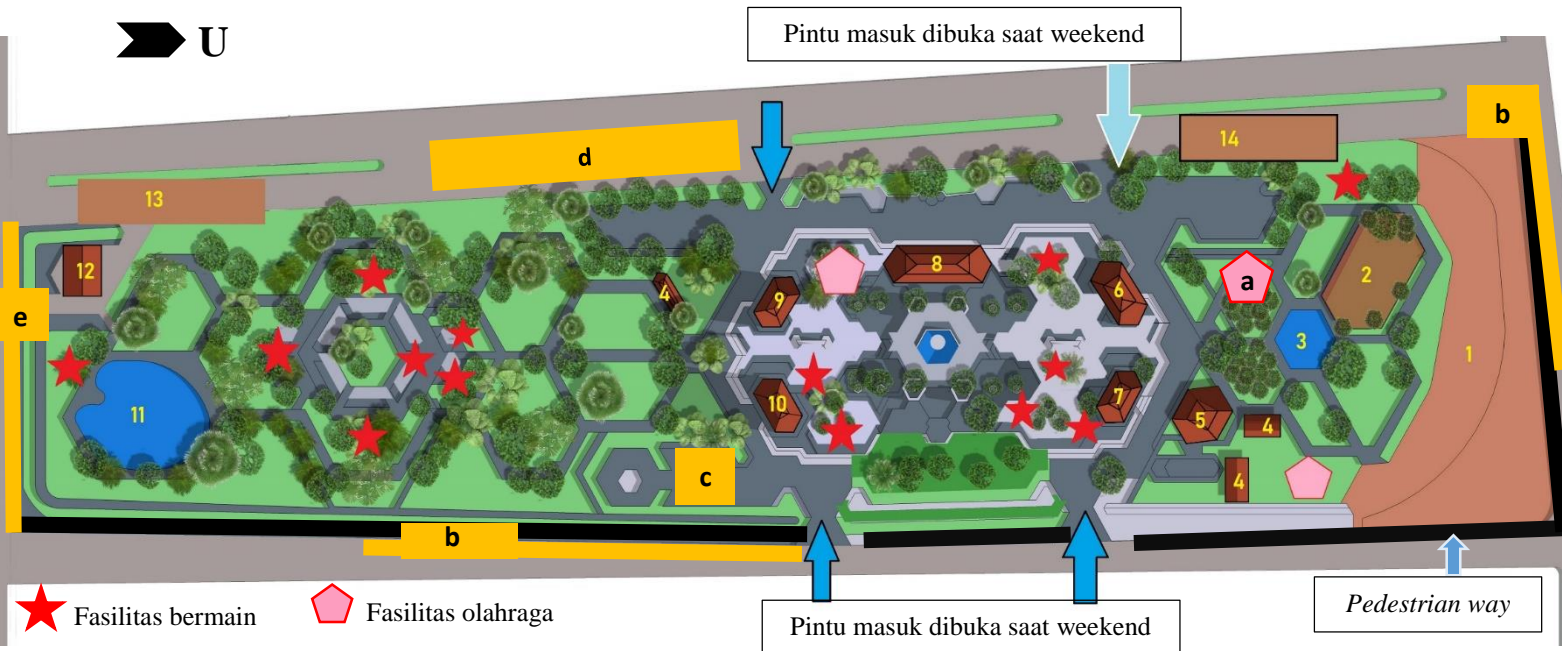 U
Pintu masuk dibuka saat weekend
b
14
d
13
12
4
9
8
6
a
2
e
3
1
11
10
7
5
4
c
4
b
Fasilitas bermain
Fasilitas olahraga
Pintu masuk dibuka saat weekend
Pedestrian way